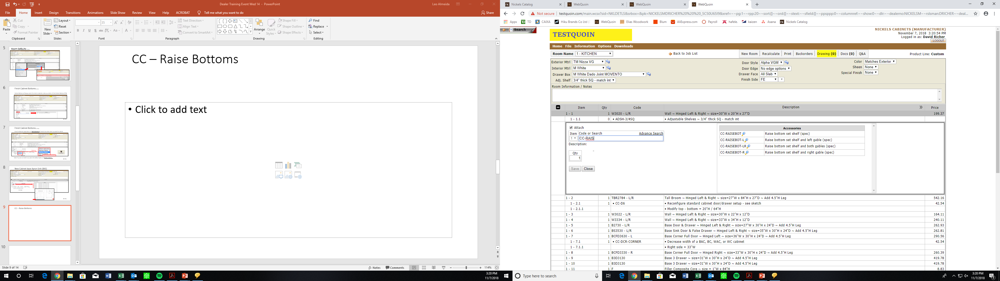 Dealer Training Event Wed 14 - PowerPoint
Leo Almeida
File Home Insert Design Transitions Animations Slide Show Review View Help ACROBAT Tell me what you want to do Share
Paste
Cut
Copy
Format Painter
Clipboard
New Slide
Layout
Reset
Section
Slides
35
Font
Text Direction
Align Text
Convert to SmartArt
Paragraph
Arrange
Quick Styles
Shape Fill
Shape Outline
Shape Effects
Drawing
Find
Replace
Select
Editing
5
Room Defaults
6
Finish Cabinet Bottoms
7
Finish Cabinet Bottoms
8
New Cabinet base Apron Sink (BAS)
9
CC – Raise Bottoms
10
CC – Raise Bottoms
• Click to add text
Slide 9 of 14
Notes Comments 114%
3:20 PM
11/7/2018
Nickels Catalog
WebQuoin
WebQuoin
WebQuoin
Not secure | testquoin.com/main.wcsx?sid=NKLDETLS&srbox=&pk=NICKELSMDRICHER%20%20%20_5C50U65I9&xref=~~pg:1~~rpp:20~~sort:[]~~ord:[]~~stext:~~sfield:[]~~ppsppp:0~~columnref:~~show:0~~dlr:~~dealerno:NICKELSM~~rslsman:DRICHER~~deal...
Apps TD CAIXA Hiku Brands Co Ltd WebQuoin Elias Woodwork Blum AliExpress.com Payroll hafele. kaizen Asana Nickels Catalog
Search
TESTQUOIN
NICKELS CABINETS (MANUFACTURER)
November 7, 2018 3:20:54 PM
Logged in as: David Richer
LOGOUT
Home File Information Options Downloads
Room Name 1 - KITCHEN Back to Job List New Room Recalculate Print Backorders Drawing (0) Docs (0) Q&A Product Line: Custom
Exterior Mtrl TM Nizza VG Door Style Alpha VGM Color Matches Exterior
Interior Mtrl M White Door Edge No edge options Sheen None
Drawer Box M White Dado Joint MOVENTO Drawer Face All Slab Special Finish None
Adj. Shelf 3/4" thick SQ - match int Finish Side FE
Room Information / Notes
Item Qty Code Description Price
1 - 1 1 W3020 - L/R Wall ~ Hinged Left & Right ~ size=30"W x 20"H x 27"D 199.37
1 - 1.1 0 • ADSH-3/4SQ • Adjustable Shelves ~ 3/4" thick SQ - match int
Attach
Item Code or Search Advance Search
1 CC-RAIS
Description:
=
Qty
1
Save Close
Accessories
CC-RAISEBOT Raise bottom set shelf (spec)
CC-RAISEBOT-L Raise bottom set shelf and left gable (spec)
CC-RAISEBOT-LR Raise bottom set shelf and both gables (spec)
CC-RAISEBOT-R Raise bottom set shelf and right gable (spec)
1 - 2 1 TBR2784 - L/R Tall Broom ~ Hinged Left & Right ~ size=27"W x 84"H x 27"D ~ Add 4.5"H Leg 542.16
1 - 2.1 1 • CC-D6 • Reconfigure standard cabinet door/drawer setup - see sketch 42.54
1 - 2.1.1 • Modify top - bottom = 20"H / 64"H
1 - 3 1 W3022 - L/R Wall ~ Hinged Left & Right ~ size=30"W x 22"H x 12"D 164.11
1 - 4 1 W3334 - L/R Wall ~ Hinged Left & Right ~ size=33"W x 34"H x 12"D 240.11
1 - 5 1 B2730 - L/R Base Door & Drawer ~ Hinged Left & Right ~ size=27"W x 30"H x 24"D ~ Add 4.5"H Leg 262.93
1 - 6 1 BS3530 - L/R Base Sink Door & False Drawer ~ Hinged Left & Right ~ size=35"W x 30"H x 24"D ~ Add 4.5"H Leg 262.81
1 - 7 1 BCFD3630 - L Base Corner Full Door ~ Hinged Left ~ size=36"W x 30"H x 24"D ~ Add 4.5"H Leg 290.56
1 - 7.1 1 • CC-DCR-CORNER • Decrease width of a BAC, BC, WAC, or WC cabinet 42.54
1 - 7.1.1 • Right side = 33"W
1 - 8 1 BCFD3330 - R Base Corner Full Door ~ Hinged Right ~ size=33"W x 30"H x 24"D ~ Add 4.5"H Leg 260.39
1 - 9 1 B3D3130 Base 3 Drawer ~ size=31"W x 30"H x 24"D ~ Add 4.5"H Leg 419.78
1 - 10 1 B3D3130 Base 3 Drawer ~ size=31"W x 30"H x 24"D ~ Add 4.5"H Leg 419.78
1 - 11 1 F Filler Composite Core ~ size = 1"W x 84"H 8.83
Type here to search
3:20 PM
11/7/2018